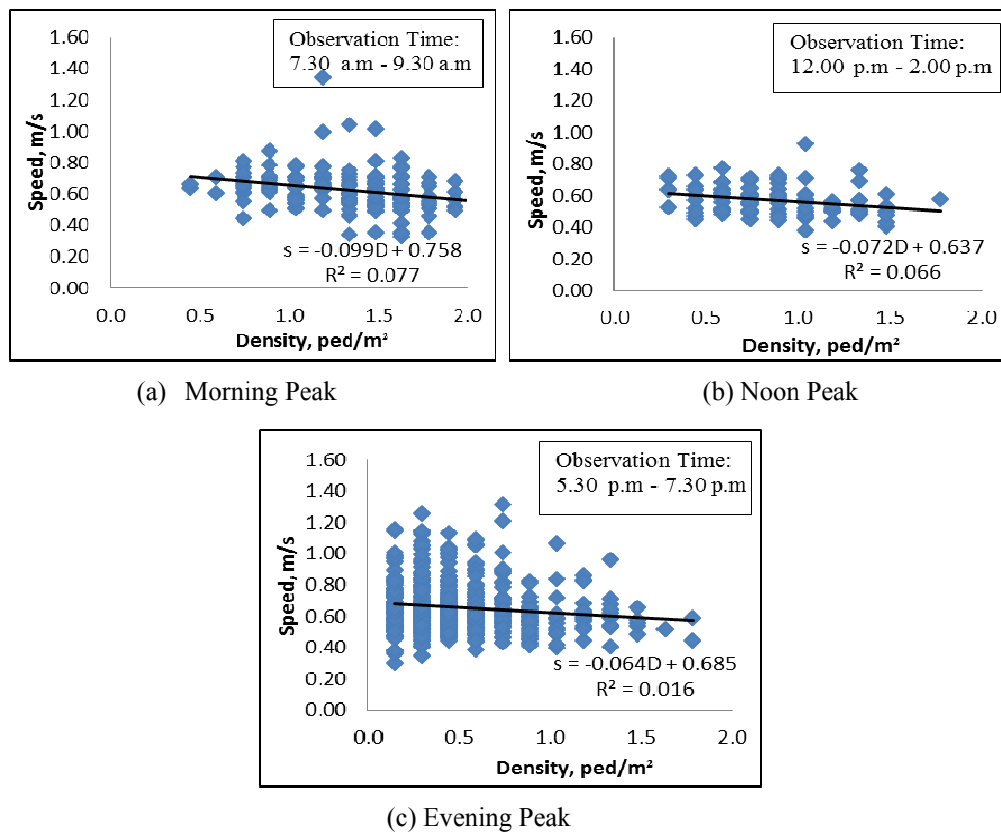 Observation Time:
7.30 a.m - 9.30 a.m
1.60
1.40
1.20
1.00
0.80
0.60
0.40
0.20
0.00
Speed, m/s
s = -0.099D + 0.758
R² = 0.077
0.0 0.5 1.0 1.5 2.0
Density, ped/m²
(a) Morning Peak
Observation Time:
12.00 p.m - 2.00 p.m
1.60
1.40
1.20
1.00
0.80
0.60
0.40
0.20
0.00
Speed, m/s
s = -0.072D + 0.637
R² = 0.066
0.0 0.5 1.0 1.5 2.0
Density, ped/m²
(b) Noon Peak
Observation Time:
5.30 p.m - 7.30 p.m
1.60
1.40
1.20
1.00
0.80
0.60
0.40
0.20
0.00
Speed, m/s
s = -0.064D + 0.685
R² = 0.016
0.0 0.5 1.0 1.5 2.0
Density, ped/m²
(c) Evening Peak